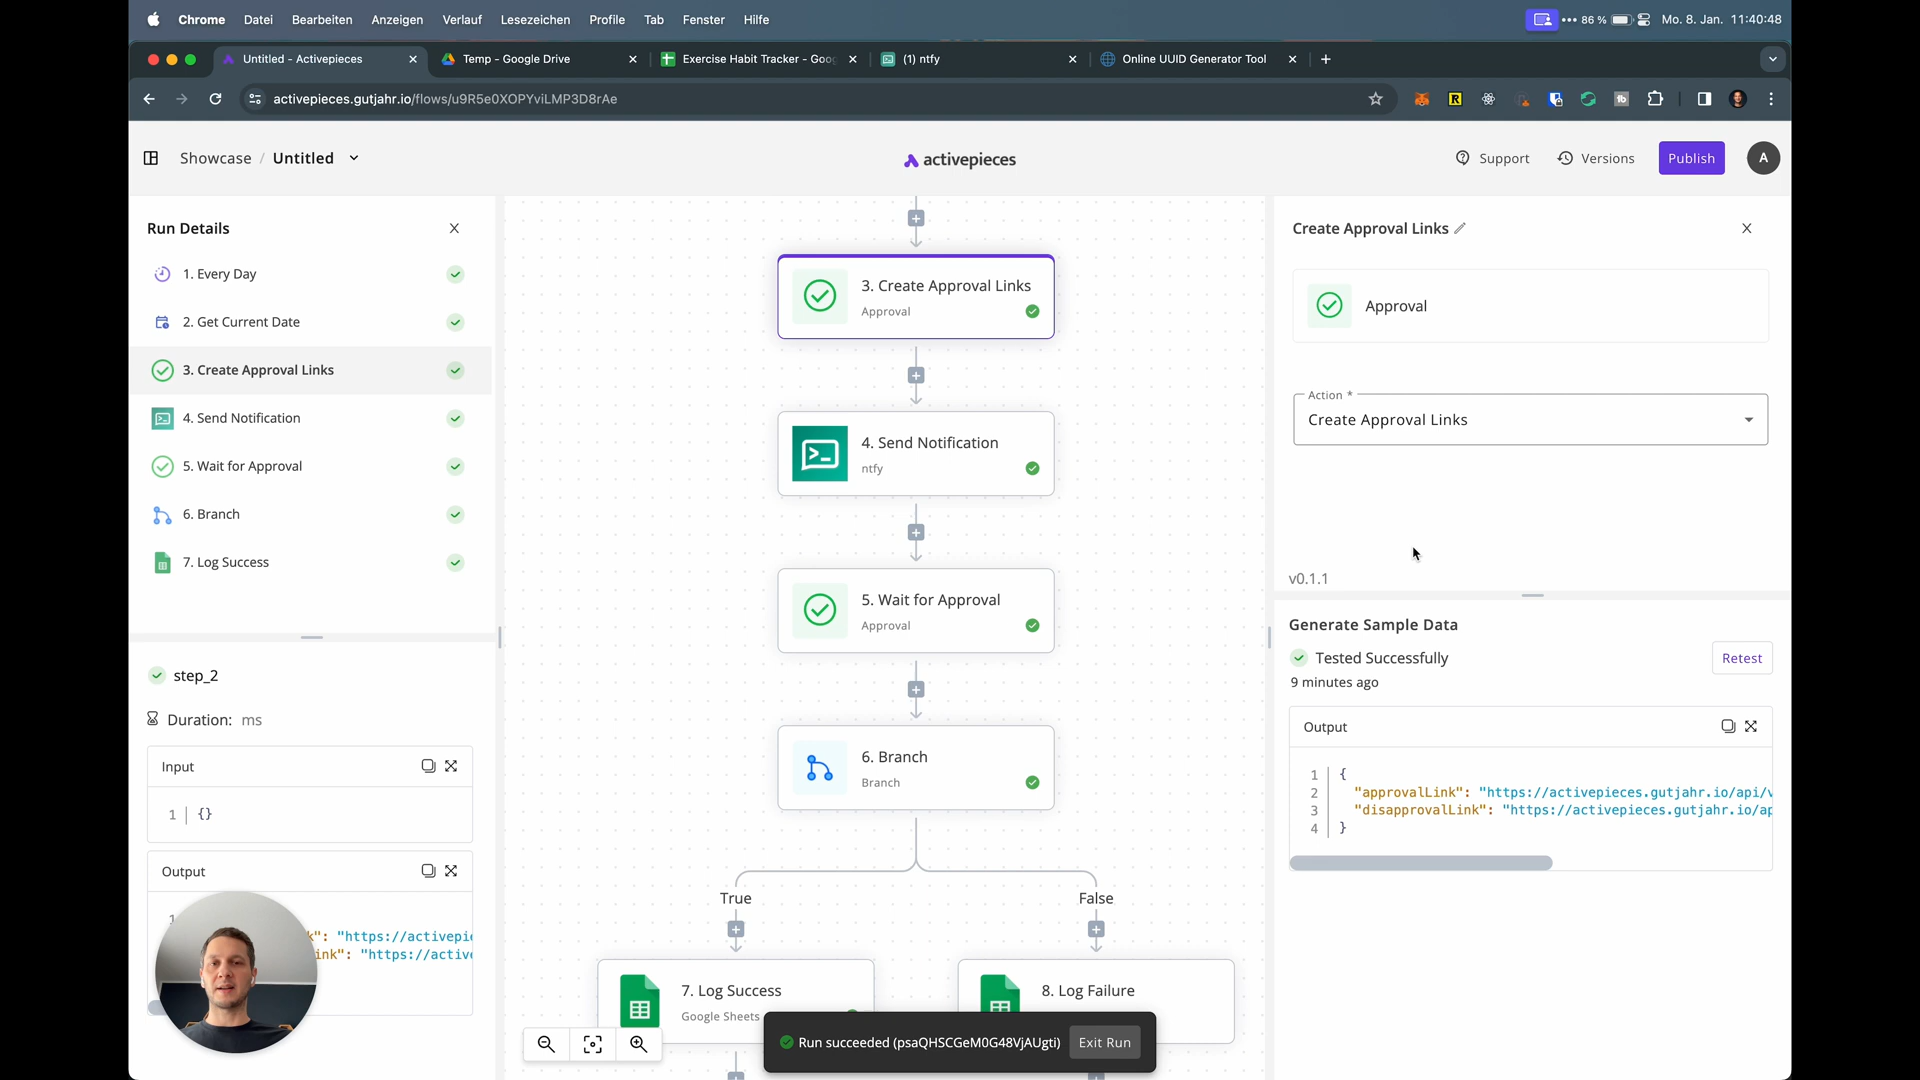 Chrome Datei Bearbeiten Anzeigen Verlauf Lesezeichen Profile Tab Fenster Hilfe 86 % Mo. 8. Jan. 11:40:48
Untitled - Activepieces Temp - Google Drive Exercise Habit Tracker - Goog (1) ntfy Online UUID Generator Tool
activepieces.gutjahr.io/flows/u9R5e0XOPYviLMP3D8rAe
Showcase / Untitled activepieces Support Versions Publish A
Run Details
1. Every Day
2. Get Current Date
3. Create Approval Links
4. Send Notification
5. Wait for Approval
6. Branch
7. Log Success
step_2
Duration: ms
Input
1 {}
Output
1
k": "https://activepie
ink": "https://active
3. Create Approval Links
Approval
4. Send Notification
ntfy
5. Wait for Approval
Approval
6. Branch
Branch
True False
7. Log Success
Google Sheets
8. Log Failure
Run succeeded (psaQHSCGeM0G48VjAUgti) Exit Run
Create Approval Links
Approval
Action *
Create Approval Links
v0.1.1
Generate Sample Data
Tested Successfully
9 minutes ago
Retest
Output
1 {
2 "approvalLink": "https://activepieces.gutjahr.io/api/v
3 "disapprovalLink": "https://activepieces.gutjahr.io/ap
4 }